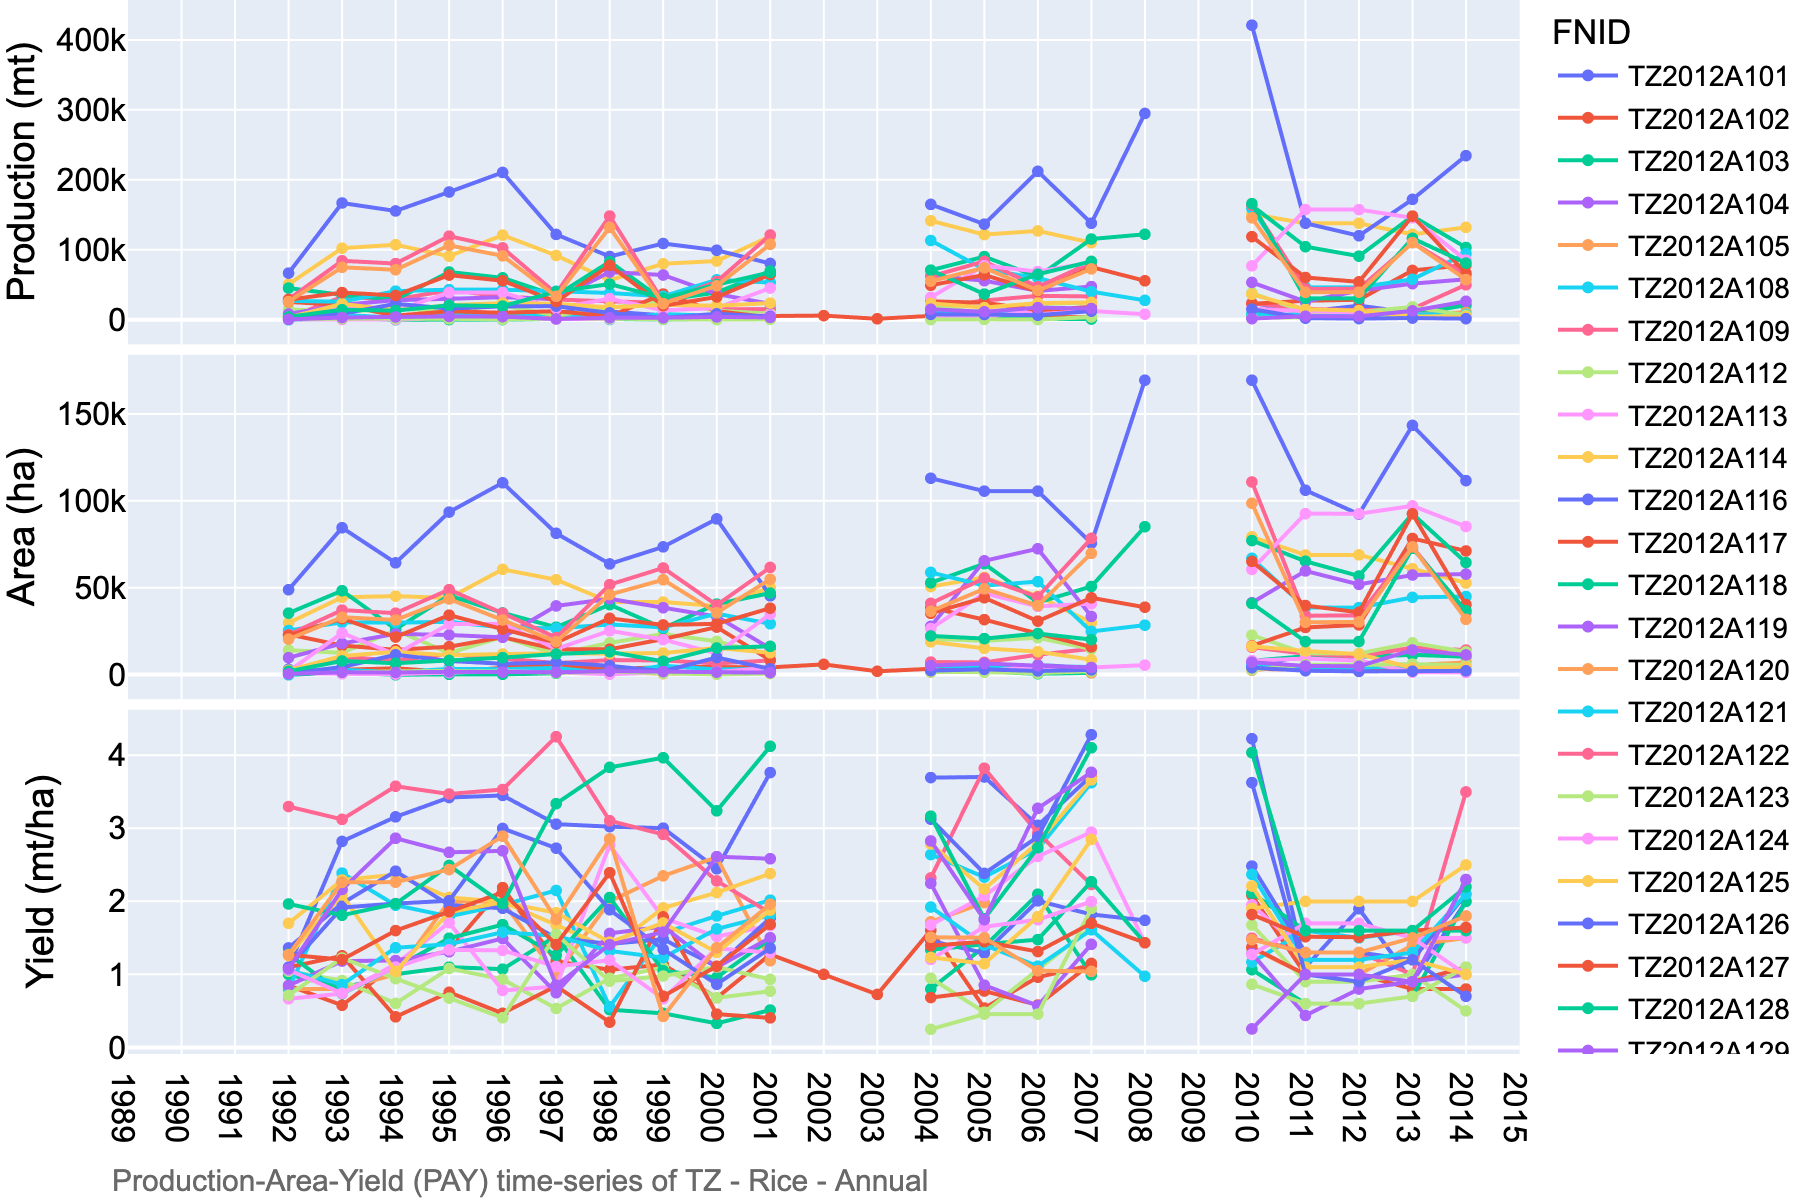 Production (mt)
400k
300k
200k
100k
0
Area (ha)
150k
100k
50k
0
Yield (mt/ha)
4
3
2
1
0
1989
1990
1991
1992
1993
1994
1995
1996
1997
1998
1999
2000
2001
2002
2003
2004
2005
2006
2007
2008
2009
2010
2011
2012
2013
2014
2015
FNID
TZ2012A101
TZ2012A102
TZ2012A103
TZ2012A104
TZ2012A105
TZ2012A108
TZ2012A109
TZ2012A112
TZ2012A113
TZ2012A114
TZ2012A116
TZ2012A117
TZ2012A118
TZ2012A119
TZ2012A120
TZ2012A121
TZ2012A122
TZ2012A123
TZ2012A124
TZ2012A125
TZ2012A126
TZ2012A127
TZ2012A128
TZ2012A129
Production-Area-Yield (PAY) time-series of TZ - Rice - Annual